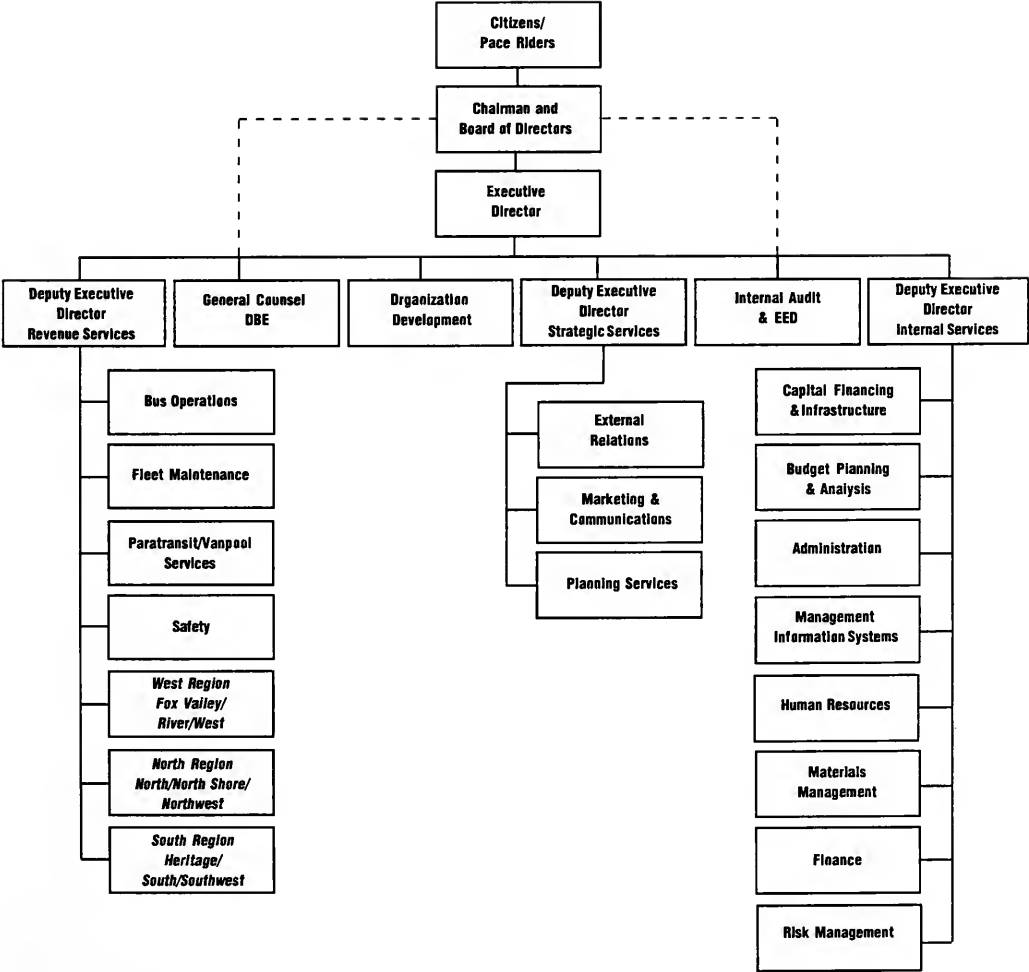 Citizens/
Pace Riders
Chairman and
Board of Directors
Executive
Director
Deputy Executive
Director
Revenue Services
General Counsel
DBE
Organization
Development
Deputy Executive
Director
Strategic Services
Internal Audit
& EEO
Deputy Executive
Director
Internal Services
Bus Operations
Fleet Maintenance
Paratransit/Vanpool
Services
Safety
West Region
Fox Valley/
River/West
North Region
North/North Shore/
Northwest
South Region
Heritage/
South/Southwest
External
Relations
Marketing &
Communications
Planning Services
Capital Financing
& Infrastructure
Budget Planning
& Analysis
Administration
Management
Information Systems
Human Resources
Materials
Management
Finance
Risk Management